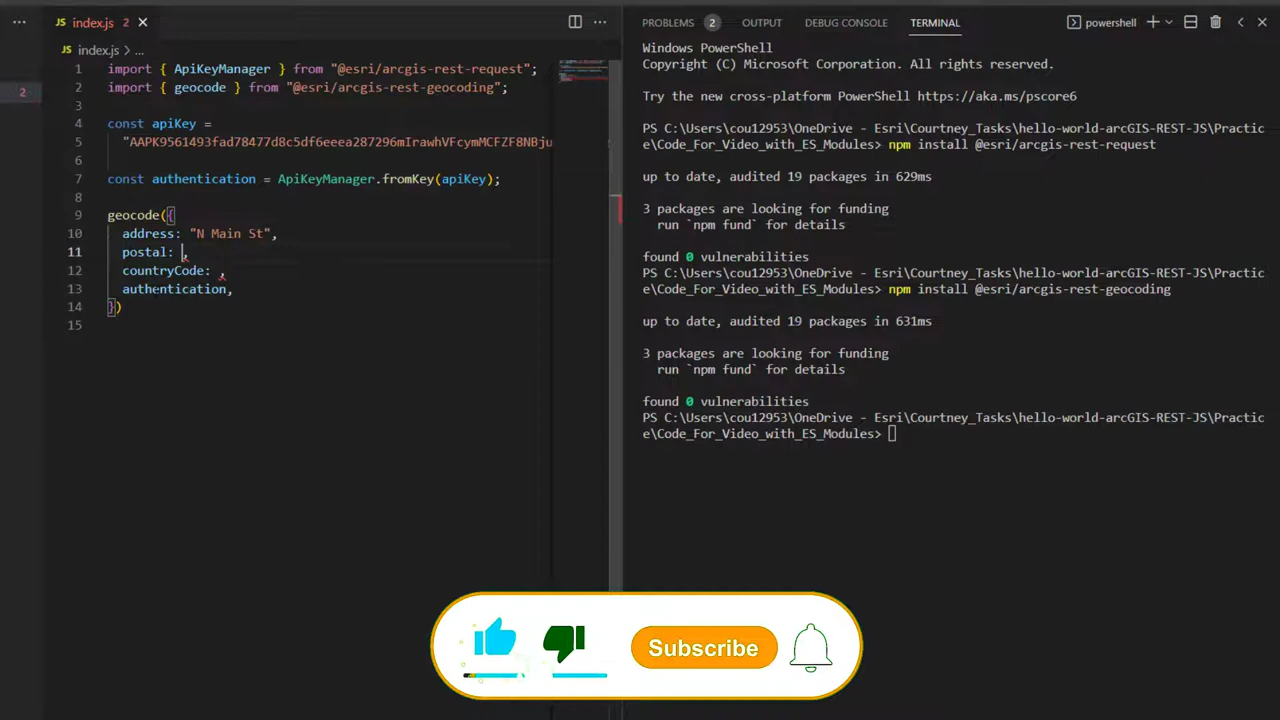 index.js 2
index.js > ...
2
1 import { ApiKeyManager } from "@esri/arcgis-rest-request";
2 import { geocode } from "@esri/arcgis-rest-geocoding";
3
4 const apiKey =
5 "AAPK9561493fad78477d8c5df6eeea287296mIrawhVFcymMCFZF8NBju
6
7 const authentication = ApiKeyManager.fromKey(apiKey);
8
9 geocode({
10 address: "N Main St",
11 postal: ,
12 countryCode: ,
13 authentication,
14 })
15
PROBLEMS 2 OUTPUT DEBUG CONSOLE TERMINAL powershell
Windows PowerShell
Copyright (C) Microsoft Corporation. All rights reserved.
Try the new cross-platform PowerShell https://aka.ms/pscore6
PS C:\Users\cou12953\OneDrive - Esri\Courtney_Tasks\hello-world-arcGIS-REST-JS\Practic
e\Code_For_Video_with_ES_Modules> npm install @esri/arcgis-rest-request
up to date, audited 19 packages in 629ms
3 packages are looking for funding
run `npm fund` for details
found 0 vulnerabilities
PS C:\Users\cou12953\OneDrive - Esri\Courtney_Tasks\hello-world-arcGIS-REST-JS\Practic
e\Code_For_Video_with_ES_Modules> npm install @esri/arcgis-rest-geocoding
up to date, audited 19 packages in 631ms
3 packages are looking for funding
run `npm fund` for details
found 0 vulnerabilities
PS C:\Users\cou12953\OneDrive - Esri\Courtney_Tasks\hello-world-arcGIS-REST-JS\Practic
e\Code_For_Video_with_ES_Modules>
Subscribe